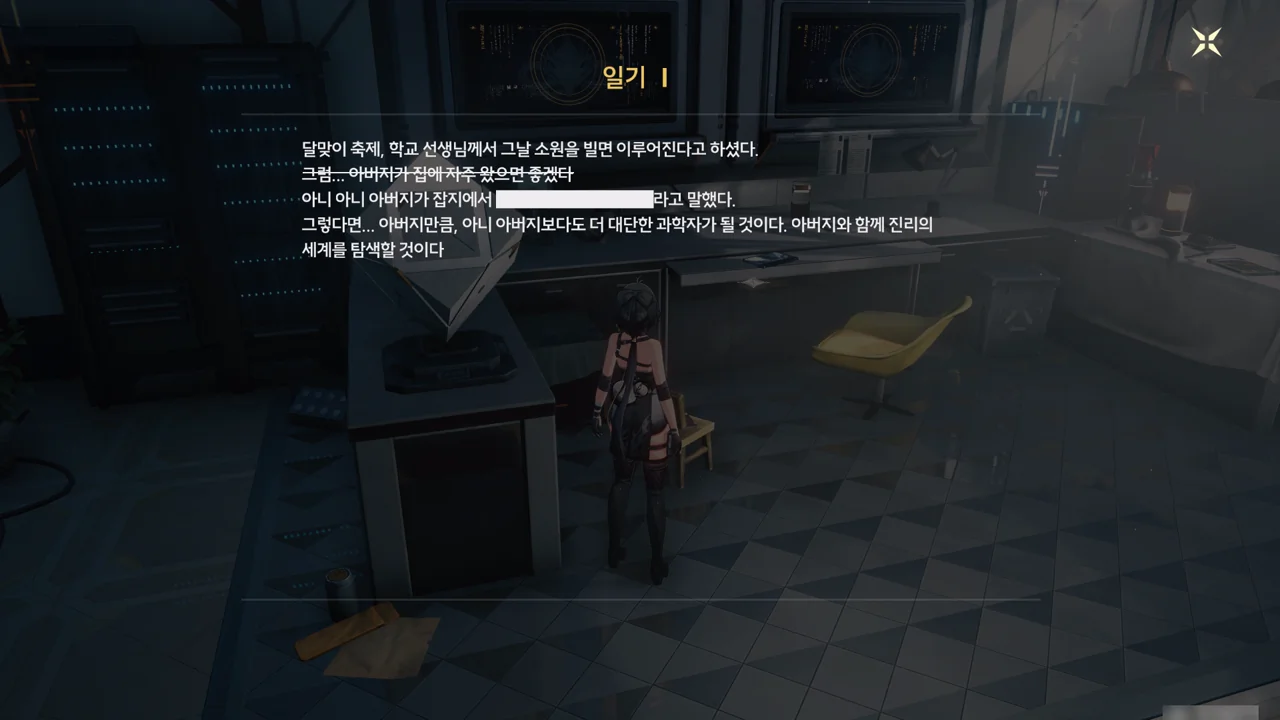 일기 I
달맞이 축제, 학교 선생님께서 그날 소원을 빌면 이루어진다고 하셨다.
그럼... 아버지가 집에 자주 왔으면 좋겠다
아니 아니 아버지가 잡지에서 라고 말했다.
그렇다면... 아버지만큼, 아니 아버지보다도 더 대단한 과학자가 될 것이다. 아버지와 함께 진리의
세계를 탐색할 것이다